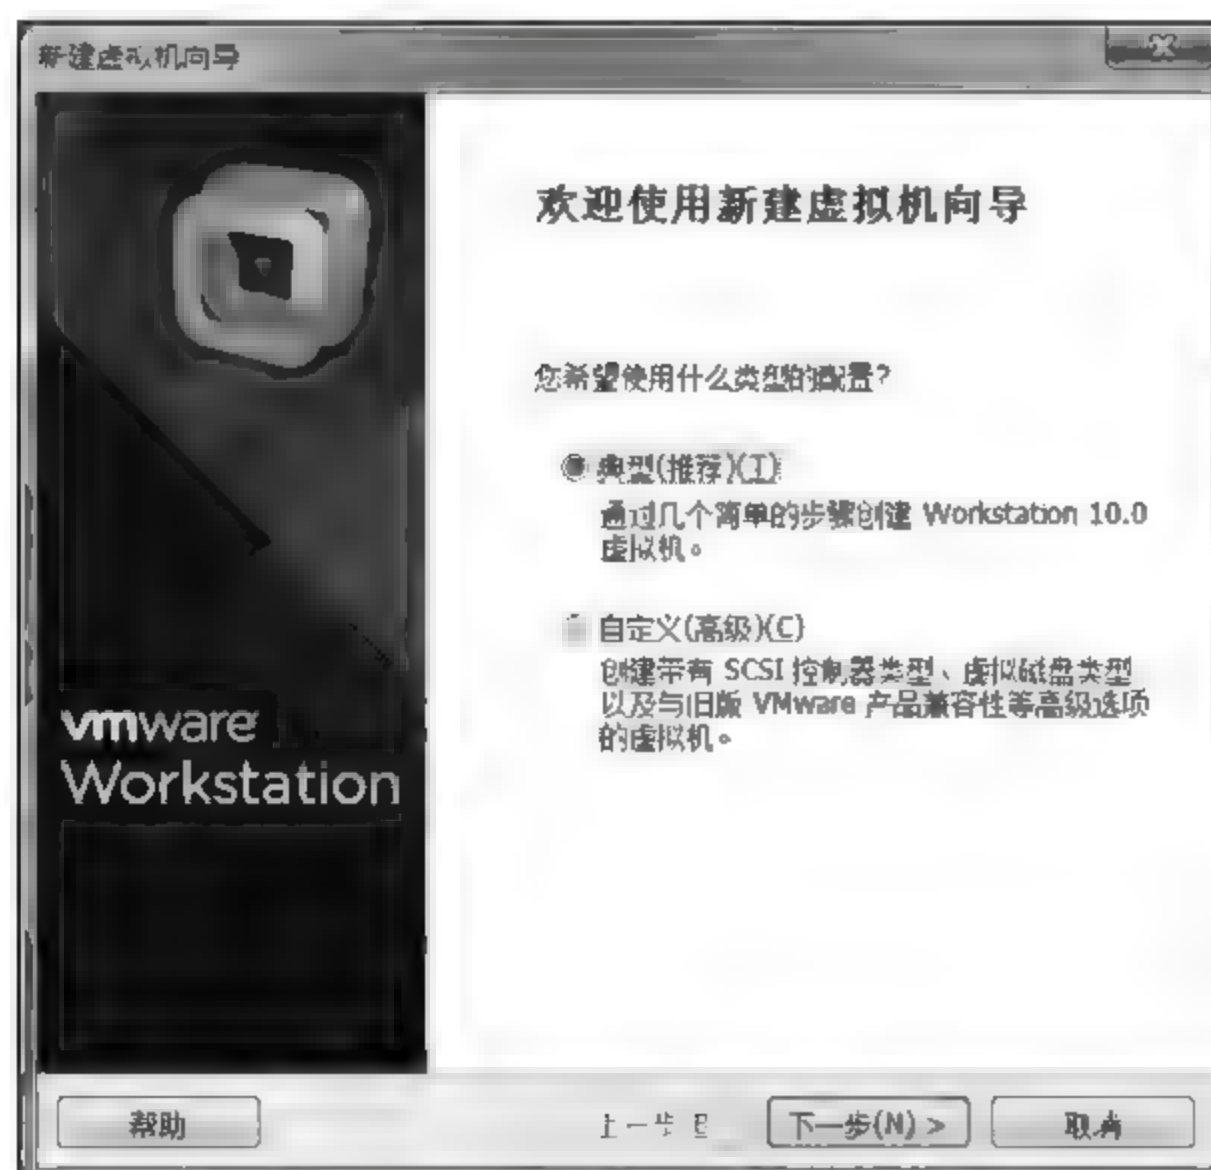 新建虚拟机向导
欢迎使用新建虚拟机向导
您希望使用什么类型的配置?
典型(推荐)(T)
通过几个简单的步骤创建 Workstation 10.0
虚拟机。
自定义(高级)(C)
创建带有 SCSI 控制器类型、虚拟磁盘类型
以及与旧版 VMware 产品兼容性等高级选项
的虚拟机。
vmware
Workstation
帮助
上一步
下一步(N) >
取消